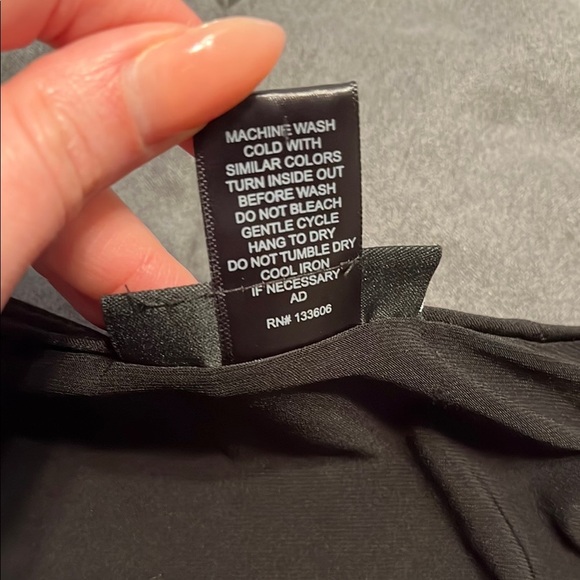 MACHINE WASH
COLD WITH
SIMILAR COLORS
TURN INSIDE OUT
BEFORE WASH
DO NOT BLEACH
GENTLE CYCLE
HANG TO DRY
DO NOT TUMBLE DRY
COOL IRON
IF NECESSARY
AD
RN# 133606